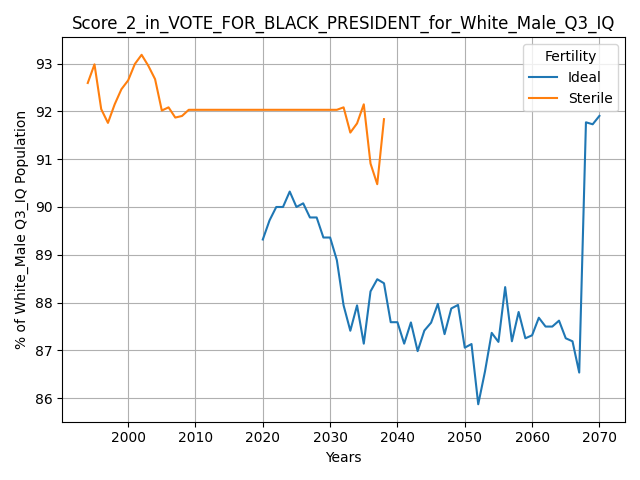 Score_2_in_VOTE_FOR_BLACK_PRESIDENT_for_White_Male_Q3_IQ
Fertility
Ideal
Sterile
% of White_Male Q3_IQ Population
93
92
91
90
89
88
87
86
2000 2010 2020 2030 2040 2050 2060 2070
Years